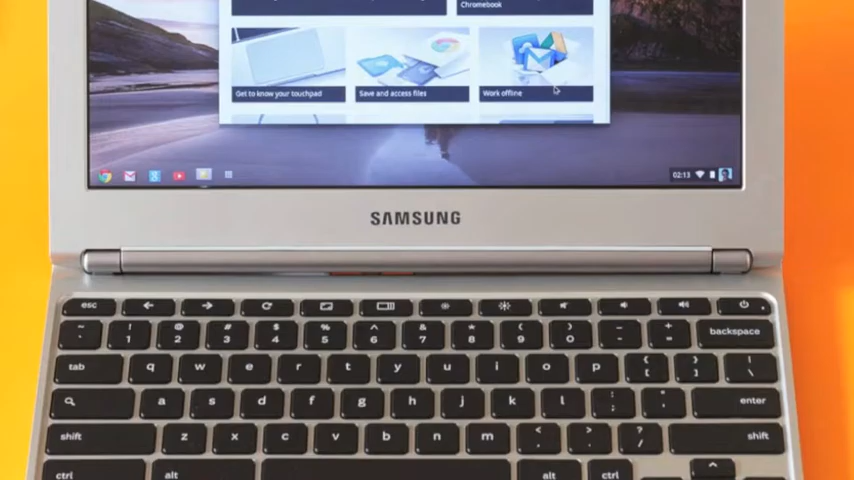 Chromebook
Get to know your touchpad
Save and access files
Work offline
02:13
SAMSUNG
esc
~ ! @ # $ % ^ & * ( ) _ +
` 1 2 3 4 5 6 7 8 9 0 - = backspace
tab q w e r t y u i o p { [ } ] | \
a s d f g h j k l : ; " ' enter
shift z x c v b n m < , > . ? / shift
ctrl alt alt ctrl